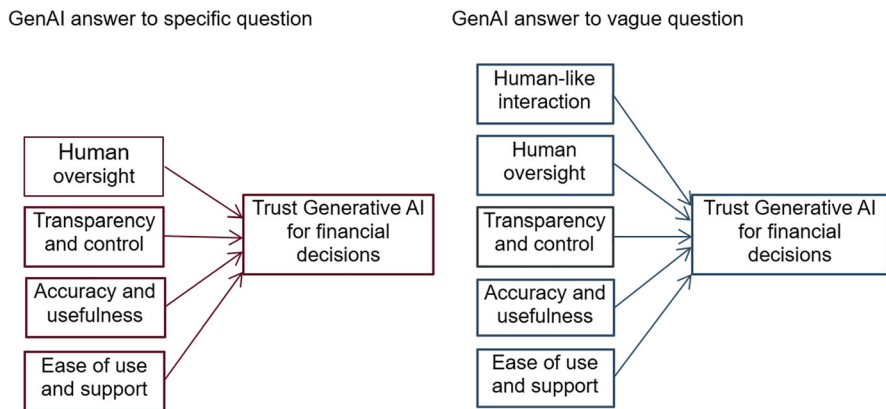 GenAI answer to specific question
Human
oversight
Transparency
and control
Accuracy and
usefulness
Ease of use
and support
Trust Generative AI
for financial
decisions
GenAI answer to vague question
Human-like
interaction
Human
oversight
Transparency
and control
Accuracy and
usefulness
Ease of use
and support
Trust Generative AI
for financial
decisions